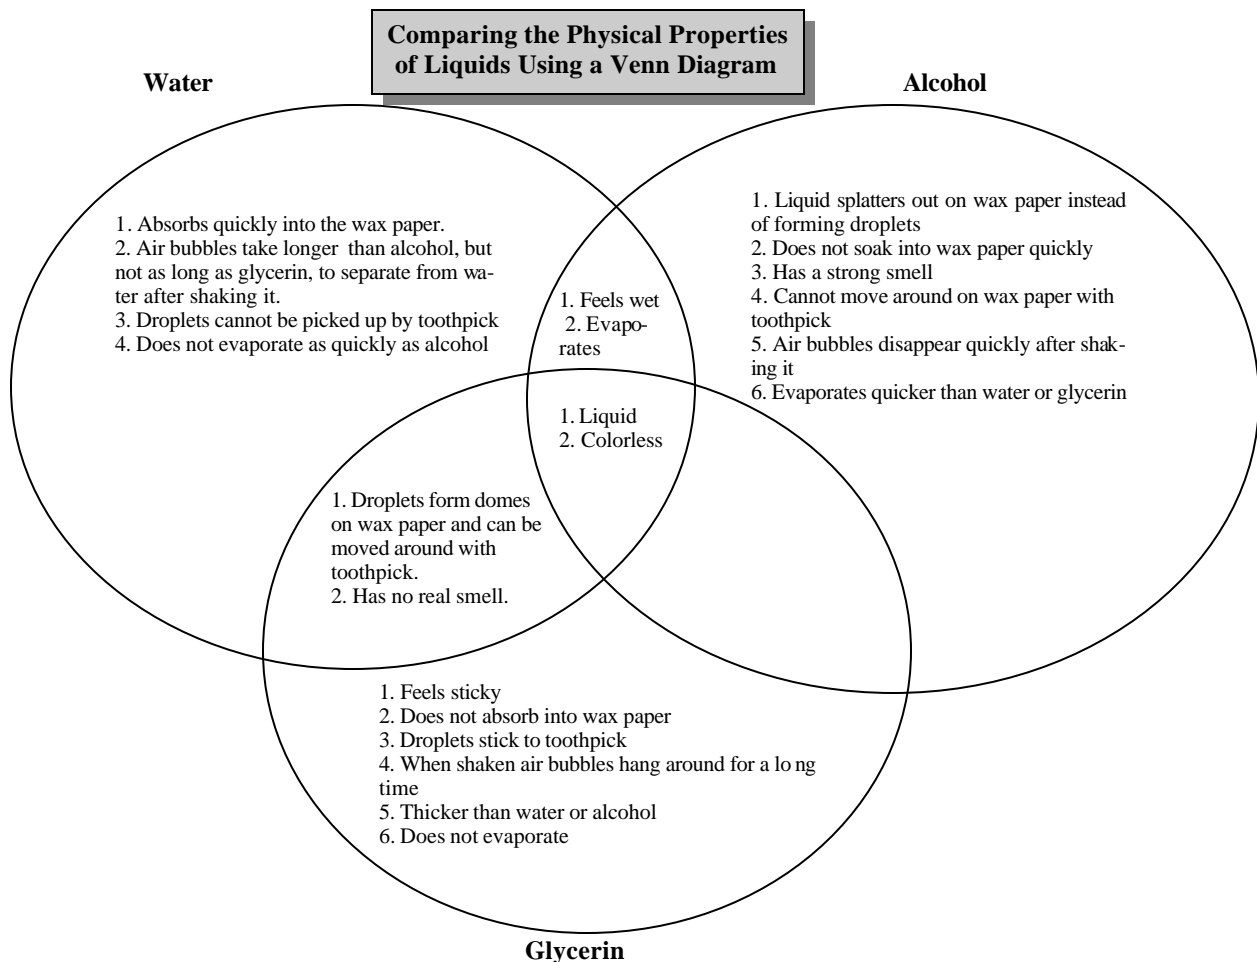 Comparing the Physical Properties
of Liquids Using a Venn Diagram
Water
Alcohol
1. Absorbs quickly into the wax paper.
2. Air bubbles take longer than alcohol, but
not as long as glycerin, to separate from wa-
ter after shaking it.
3. Droplets cannot be picked up by toothpick
4. Does not evaporate as quickly as alcohol
1. Feels wet
2. Evapo-
rates
1. Liquid splatters out on wax paper instead
of forming droplets
2. Does not soak into wax paper quickly
3. Has a strong smell
4. Cannot move around on wax paper with
toothpick
5. Air bubbles disappear quickly after shak-
ing it
6. Evaporates quicker than water or glycerin
1. Liquid
2. Colorless
1. Droplets form domes
on wax paper and can be
moved around with
toothpick.
2. Has no real smell.
1. Feels sticky
2. Does not absorb into wax paper
3. Droplets stick to toothpick
4. When shaken air bubbles hang around for a long
time
5. Thicker than water or alcohol
6. Does not evaporate
Glycerin